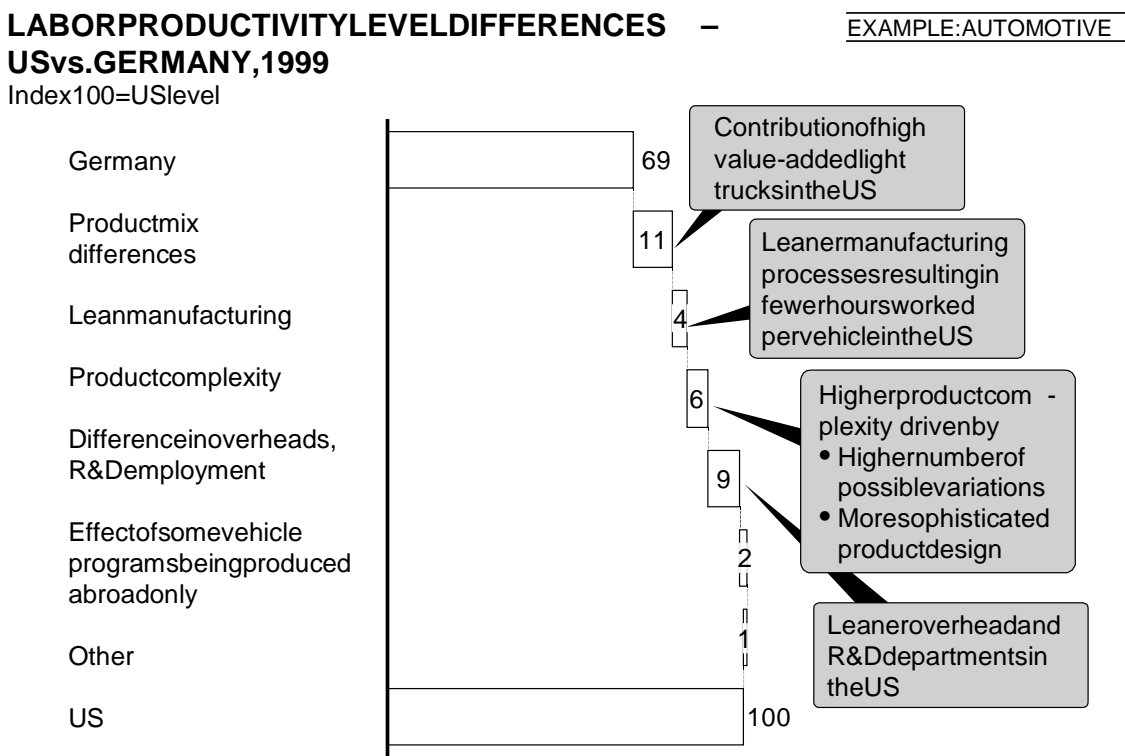 LABORPRODUCTIVITYLEVELDIFFERENCES –
USvs.GERMANY,1999
EXAMPLE:AUTOMOTIVE
Index100=USlevel
Germany
69
Contributionofhigh
value-addedlight
trucksintheUS
Productmix
differences
11
Leanermanufacturing
processesresultingin
fewerhoursworked
pervehicleintheUS
Leanmanufacturing
4
Productcomplexity
6
Higherproductcom -
plexity drivenby
• Highernumberof
possiblevariations
• Moresophisticated
productdesign
Differenceinoverheads,
R&Demployment
9
Effectofsomevehicle
programsbeingproduced
abroadonly
2
Leaneroverheadand
R&Ddepartmentsin
theUS
Other
1
US
100